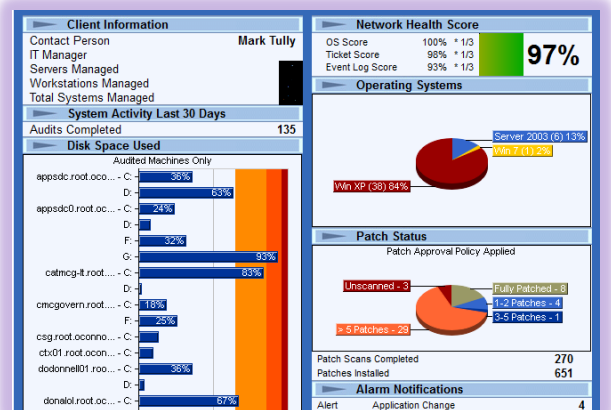 Client Information
Contact Person Mark Tully
IT Manager
Servers Managed
Workstations Managed
Total Systems Managed
System Activity Last 30 Days
Audits Completed 135
Disk Space Used
Audited Machines Only
appsdc.root.oco... - C: 36%
D: 63%
appsdc0.root.oc... - C: 24%
D:
F: 32%
G: 93%
catmcg-lt.root.... - C: 83%
D:
cmcgovern.root.... - C: 18%
F: 25%
csg.root.oconno... - C:
ctx01.root.ocon... - C:
dodonnell01.roo... - C: 36%
D:
donalol.root.oc... - C: 67%
Network Health Score
OS Score 100% * 1/3
Ticket Score 98% * 1/3
Event Log Score 93% * 1/3
97%
Operating Systems
Server 2003 (6) 13%
Win 7 (1) 2%
Win XP (38) 84%
Patch Status
Patch Approval Policy Applied
Unscanned - 3
Fully Patched - 8
1-2 Patches - 4
3-5 Patches - 1
> 5 Patches - 29
Patch Scans Completed 270
Patches Installed 651
Alarm Notifications
Alert Application Change 4